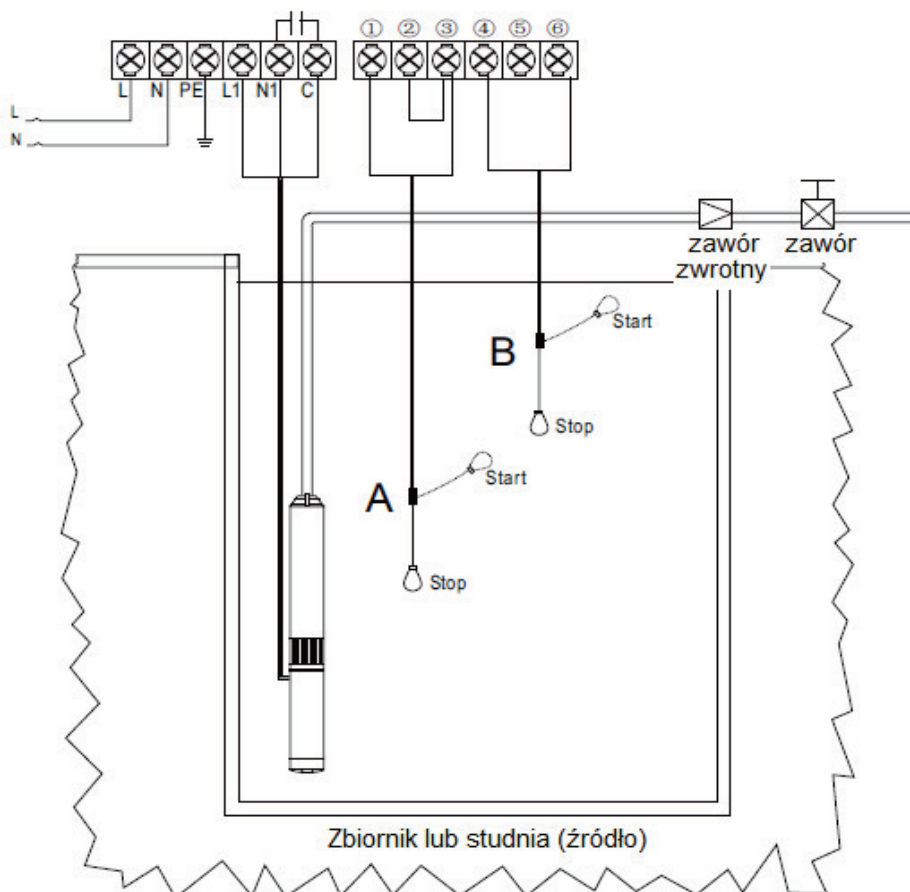 ① ② ③ ④ ⑤ ⑥
L N PE L1 N1 C
L
N
zawór zwrotny
zawór
Start
B
Stop
Start
A
Stop
Zbiornik lub studnia (źródło)